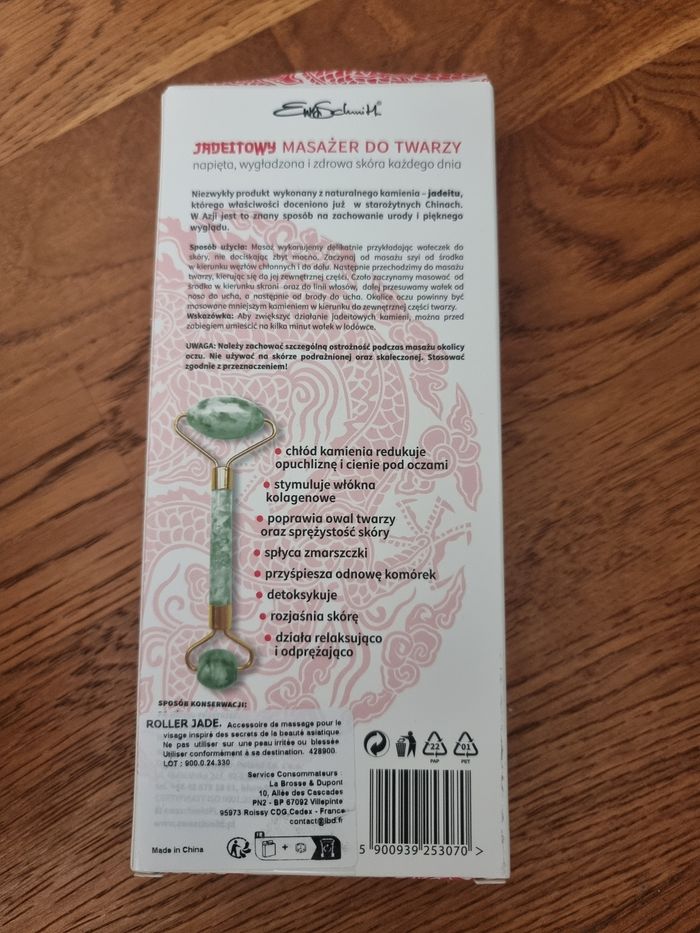 Ewa Schmitt®
JADEITOWY MASAŻER DO TWARZY
napięta, wygładzona i zdrowa skóra każdego dnia
Niezwykły produkt wykonany z naturalnego kamienia – jadeitu,
którego właściwości doceniono już w starożytnych Chinach.
W Azji jest to znany sposób na zachowanie urody i pięknego
wyglądu.
Sposób użycia: Masaż wykonujemy delikatnie przykładając wałeczek do
skóry, nie dociskając zbyt mocno. Zacznij od masażu szyi od środka
w kierunku węzłów chłonnych i do dołu. Następnie przechodzimy do masażu
twarzy, kierując się do jej zewnętrznej części. Czoło zaczynamy masować od
środka w kierunku skroni oraz do linii włosów, dalej przesuwamy wałek od
nosa do ucha, a następnie od brody do ucha. Okolice oczu powinny być
masowane mniejszym kamieniem w kierunku do zewnętrznej części twarzy.
Wskazówka: Aby zwiększyć działanie jadeitowych kamieni, można przed
zabiegiem umieścić na kilka minut wałek w lodówce.
UWAGA: Należy zachować szczególną ostrożność podczas masażu okolicy
oczu. Nie używać na skórze podrażnionej oraz skaleczonej. Stosować
zgodnie z przeznaczeniem!
• chłód kamienia redukuje
opuchliznę i cienie pod oczami
• stymuluje włókna
kolagenowe
• poprawia owal twarzy
oraz sprężystość skóry
• spłyca zmarszczki
• przyśpiesza odnowę komórek
• detoksykuje
• rozjaśnia skórę
• działa relaksująco
i odprężająco
SPOSÓB KONSERWACJI:
ROLLER JADE. Accessoire de massage pour le
visage inspiré des secrets de la beauté asiatique.
Ne pas utiliser sur une peau irritée ou blessée
Utiliser conformément à sa destination. 428900.
LOT : 900.0.24.330
Service Consommateurs :
La Brosse & Dupont
10, Allée des Cascades
PN2 - BP 67092 Villepinte
95973 Roissy CDG Cedex - France
contact@lbd.fr
Made in China
FR
+
22
PAP
01
PET
5 900939 253070 >